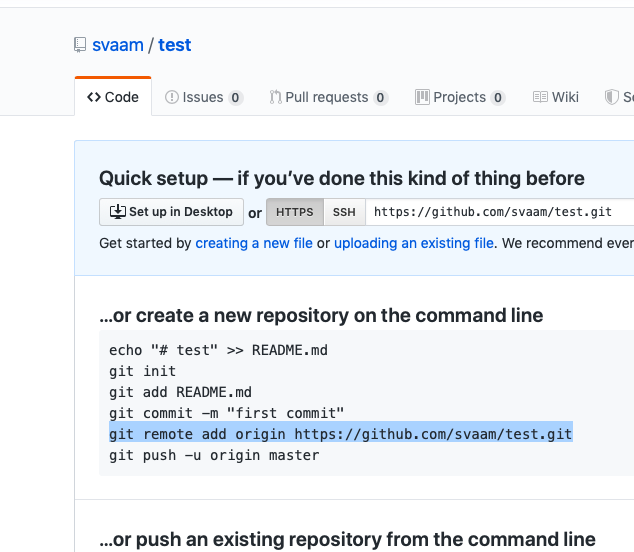 svaam / test
Code Issues 0 Pull requests 0 Projects 0 Wiki
Quick setup — if you’ve done this kind of thing before
Set up in Desktop or HTTPS SSH https://github.com/svaam/test.git
Get started by creating a new file or uploading an existing file. We recommend
…or create a new repository on the command line
echo "# test" >> README.md
git init
git add README.md
git commit -m "first commit"
git remote add origin https://github.com/svaam/test.git
git push -u origin master
…or push an existing repository from the command line